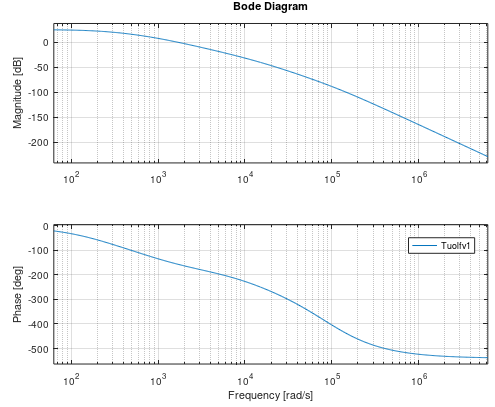 Bode Diagram
Magnitude [dB]
0
-50
-100
-150
-200
10^2 10^3 10^4 10^5 10^6
Phase [deg]
0
-100
-200
-300
-400
-500
Tuolfv1
10^2 10^3 10^4 10^5 10^6
Frequency [rad/s]